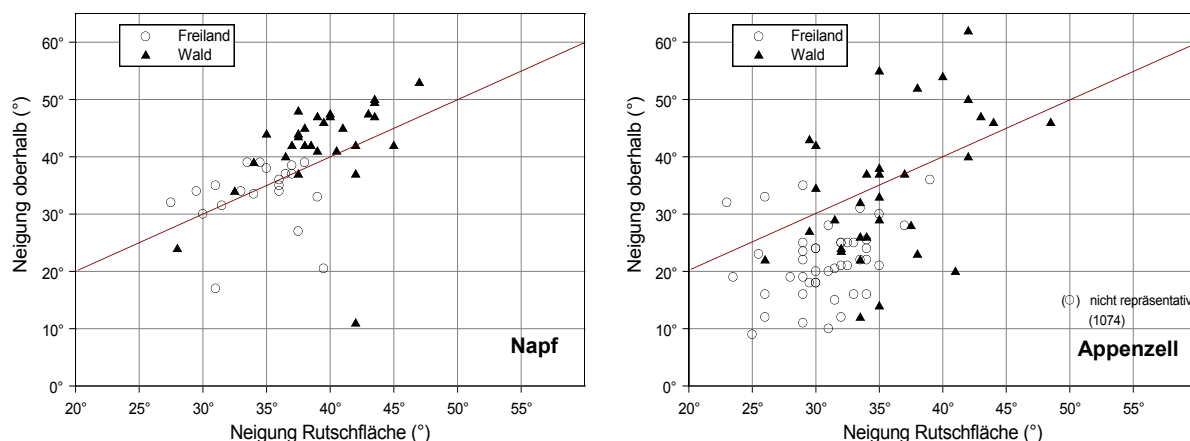 Neigung oberhalb (°)
60°
50°
40°
30°
20°
10°
0°
Freiland
Wald
Napf
20° 30° 35° 40° 45° 50° 55°
Neigung Rutschfläche (°)
Neigung oberhalb (°)
60°
50°
40°
30°
20°
10°
0°
Freiland
Wald
( ) nicht repräsentativ
(1074)
Appenzell
20° 30° 35° 40° 45° 50° 55°
Neigung Rutschfläche (°)